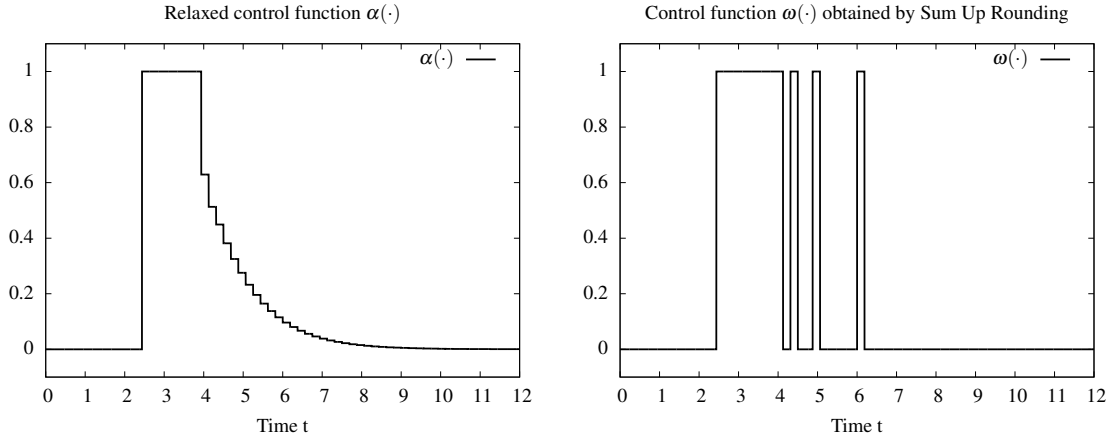 Relaxed control function α(·)
α(·)
1
0.8
0.6
0.4
0.2
0
0 1 2 3 4 5 6 7 8 9 10 11 12
Time t
Control function ω(·) obtained by Sum Up Rounding
ω(·)
1
0.8
0.6
0.4
0.2
0
0 1 2 3 4 5 6 7 8 9 10 11 12
Time t